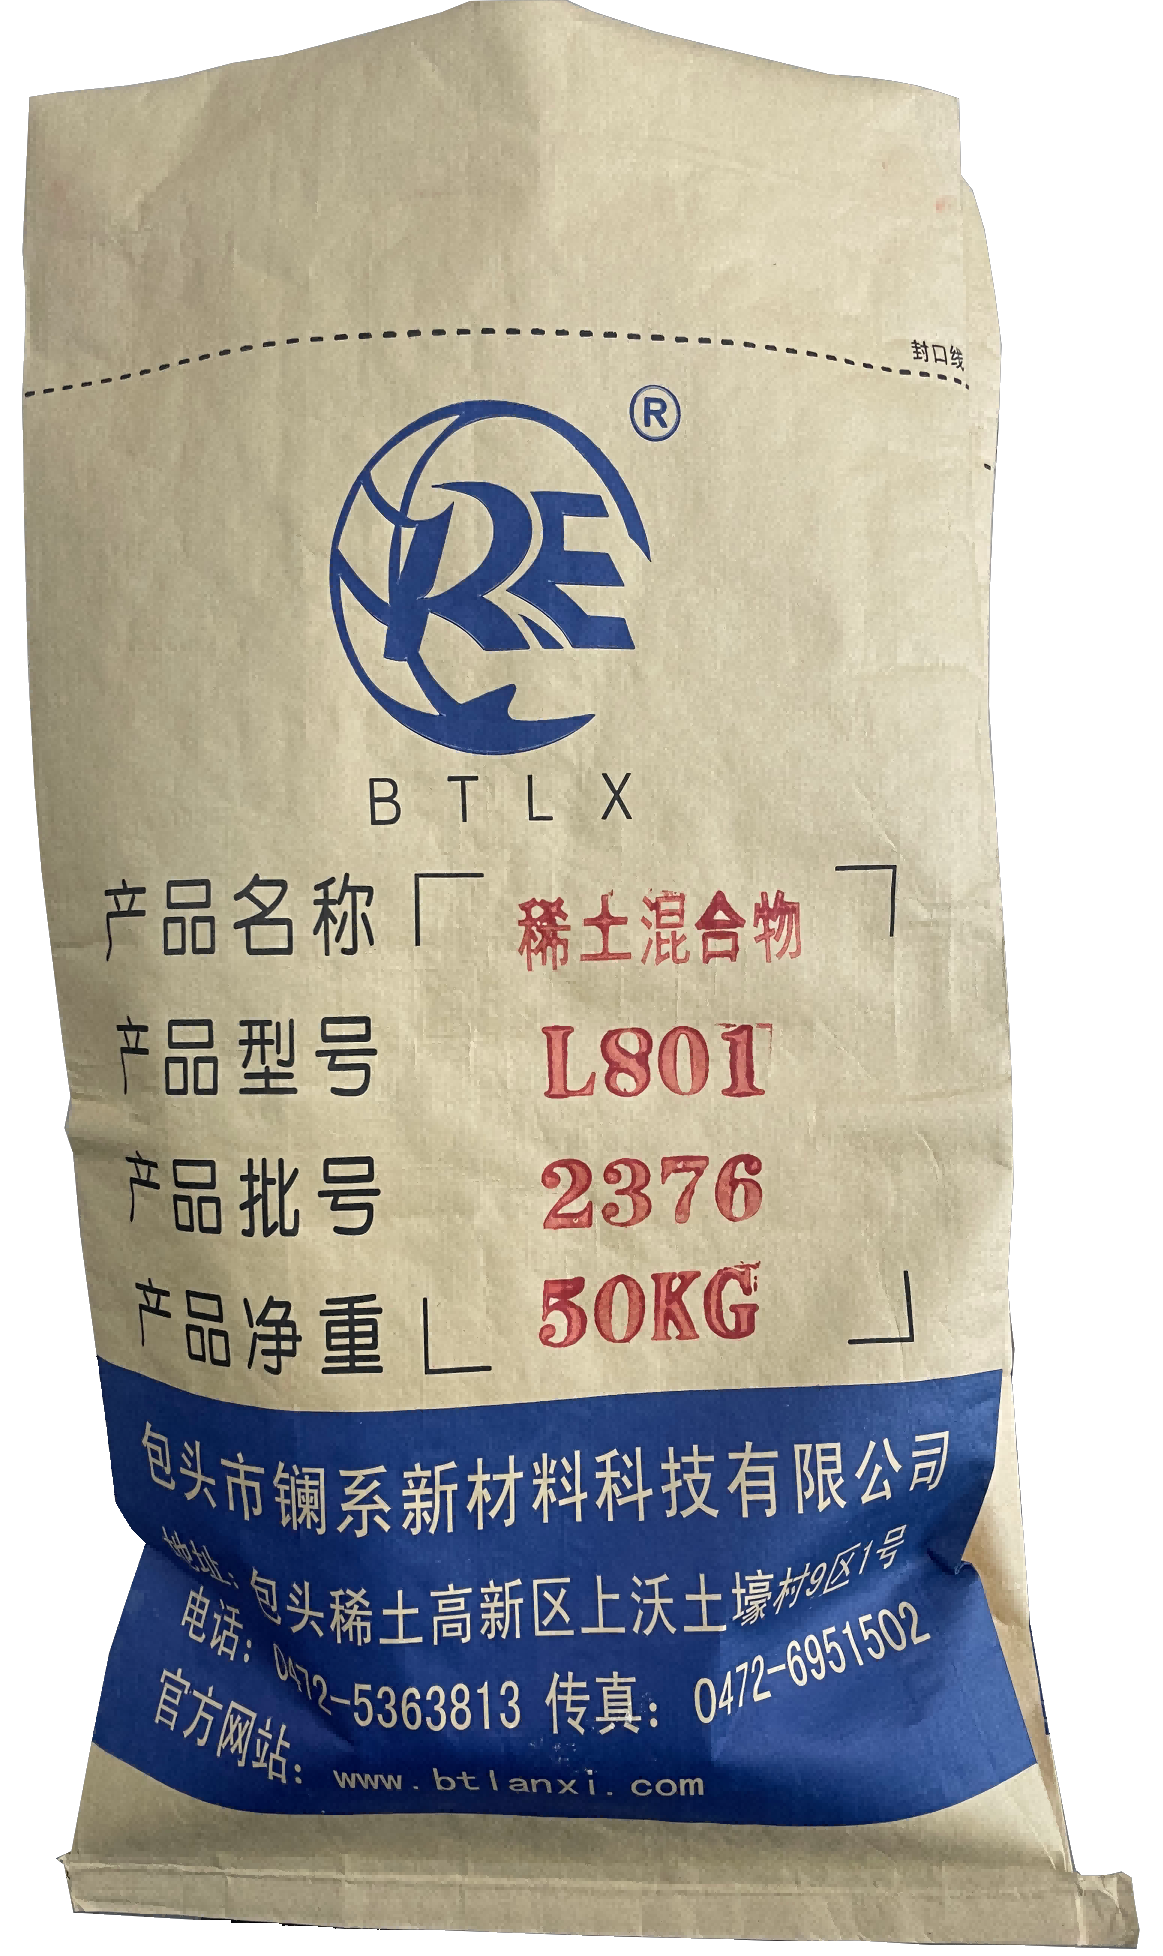 封口线
®
RE
BTLX
产品名称 稀土混合物
产品型号 L801
产品批号 2376
产品净重 50KG
包头市镧系新材料科技有限公司
地址：包头稀土高新区上沃土壕村9区1号
电话：0472-5363813 传真：0472-6951502
官方网站：www.btlanxi.com